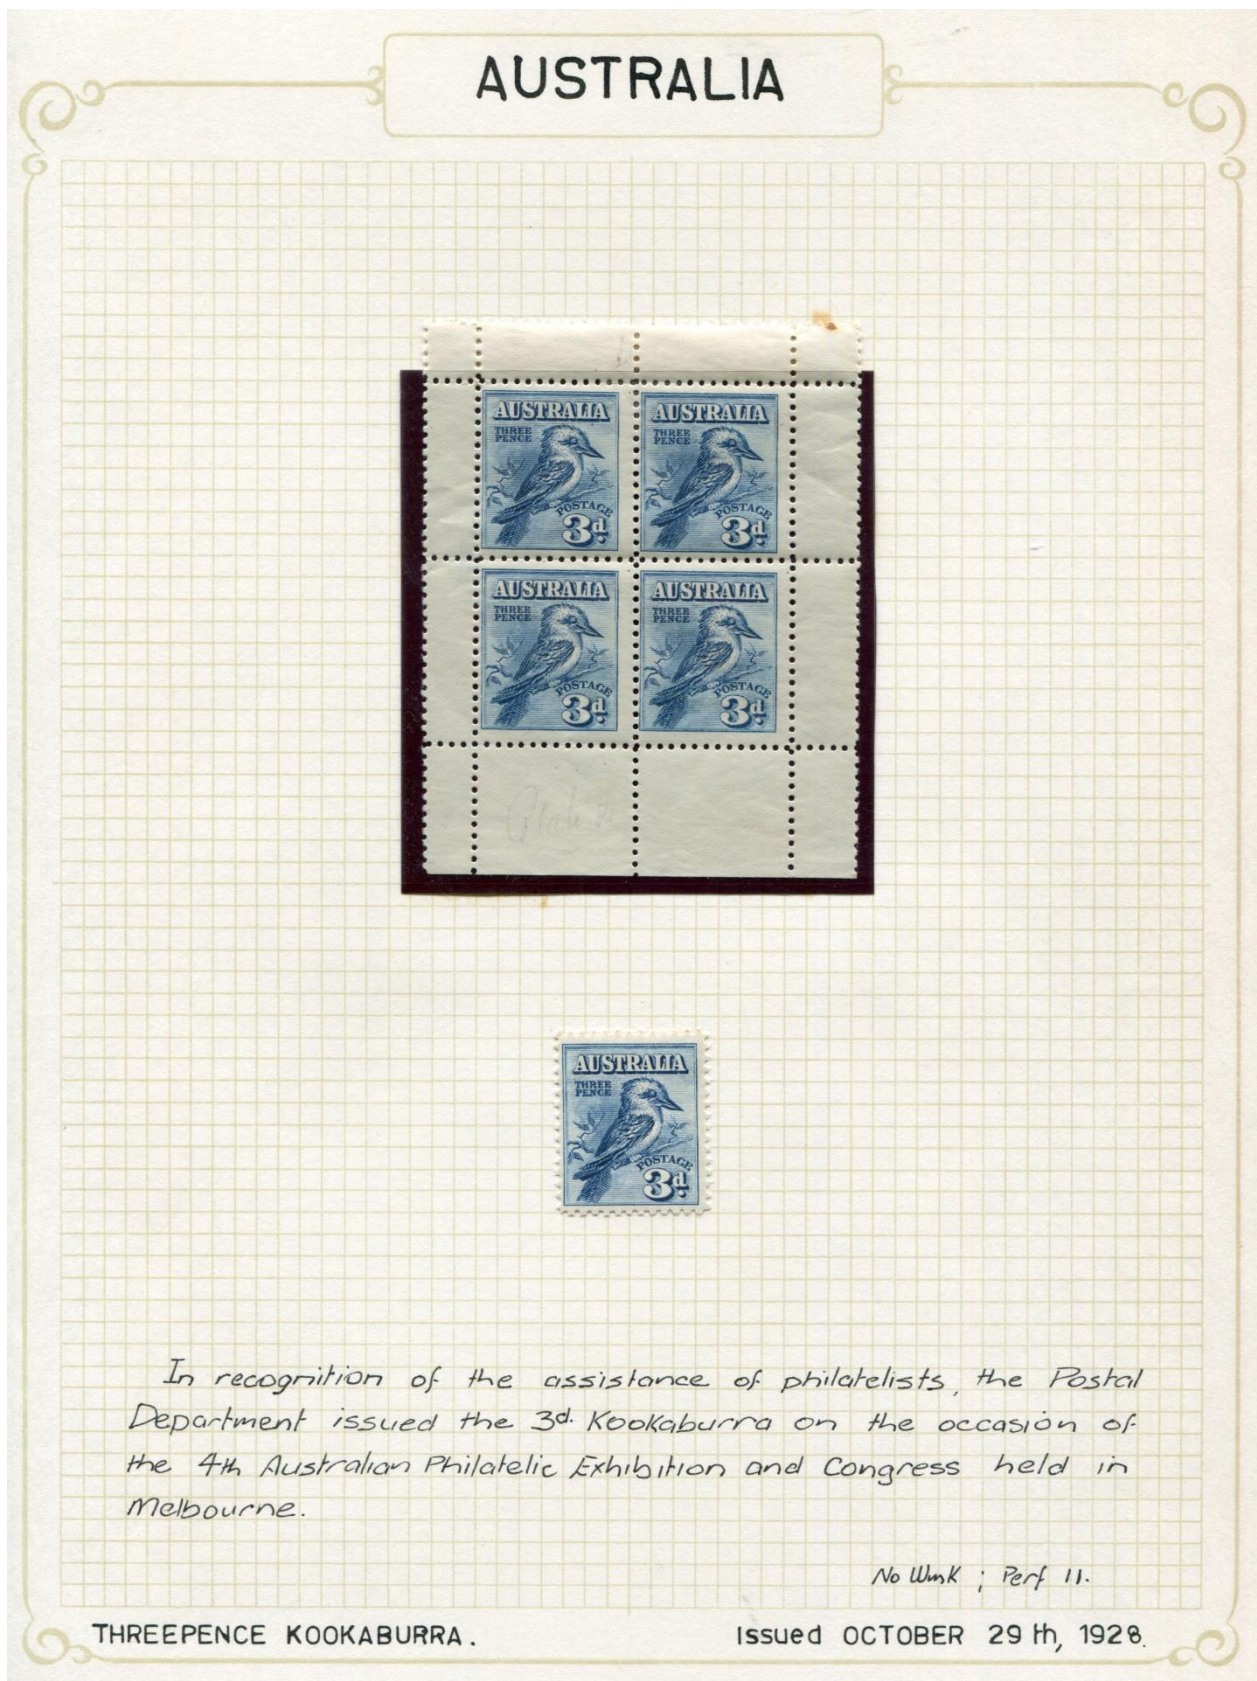 AUSTRALIA
AUSTRALIA AUSTRALIA
THREE PENCE THREE PENCE
POSTAGE POSTAGE
3d. 3d.
AUSTRALIA AUSTRALIA
THREE PENCE THREE PENCE
POSTAGE POSTAGE
3d. 3d.
AUSTRALIA
THREE
PENCE
POSTAGE
3d.
In recognition of the assistance of philatelists, the Postal
Department issued the 3d. Kookaburra on the occasion of
the 4th Australian Philatelic Exhibition and Congress held in
Melbourne.
No Wmk ; Perf 11.
THREEPENCE KOOKABURRA. Issued OCTOBER 29th, 1928.